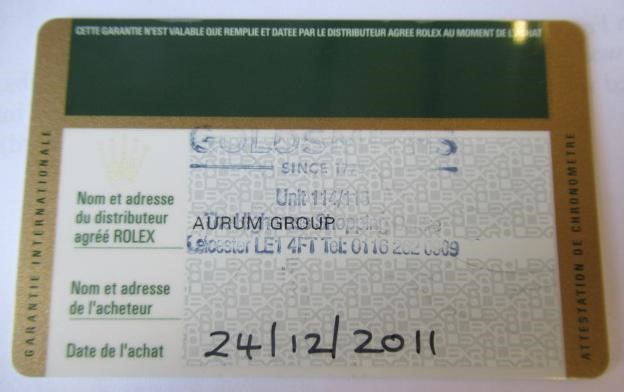 CETTE GARANTIE N'EST VALABLE QUE REMPLIE ET DATEE PAR LE DISTRIBUTEUR AGREE ROLEX AU MOMENT DE L'ACHAT
GARANTIE INTERNATIONALE
GOLDSMITHS
SINCE
Nom et adresse
du distributeur
agréé ROLEX
Unit 114/
AURUM GROUP
Leicester LE1 4FT Tel: 0116
Nom et adresse
de l'acheteur
Date de l'achat
24/12/2011
ATTESTATION DE CHRONOMETRE